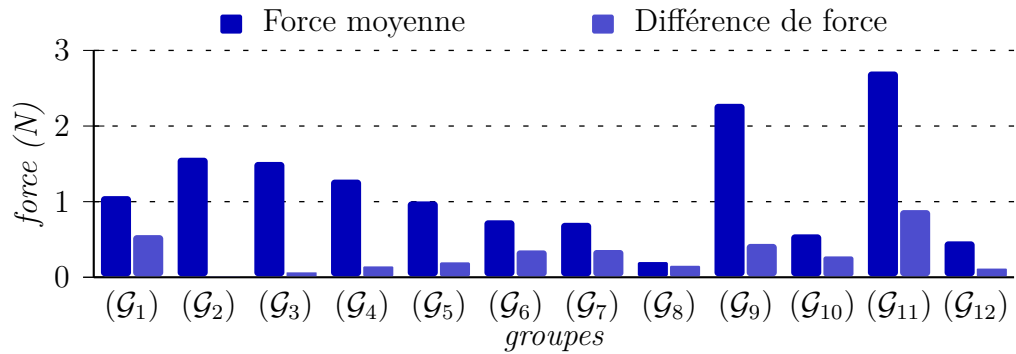 Force moyenne Différence de force
3
2
1
0
force (N)
(𝒢₁) (𝒢₂) (𝒢₃) (𝒢₄) (𝒢₅) (𝒢₆) (𝒢₇) (𝒢₈) (𝒢₉) (𝒢₁₀) (𝒢₁₁) (𝒢₁₂)
groupes